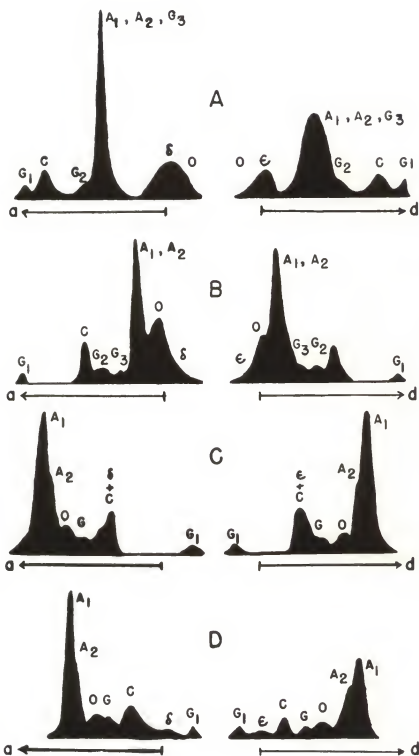 A₁, A₂, G₃
A
δ
O
G₂
C
G₁
a
A₁, A₂, G₃
O
ϵ
G₂
C
G₁
d
B
A₁, A₂
O
C
G₂ G₃
δ
G₁
a
A₁, A₂
O
ϵ
G₃ G₂
G₁
d
C
A₁
A₂
O
G
δ
+
C
G₁
a
A₁
A₂
ϵ
+
C
G
O
G₁
d
D
A₁
A₂
O G
C
δ
G₁
a
A₂
A₁
G₁
ϵ
C
G
O
d